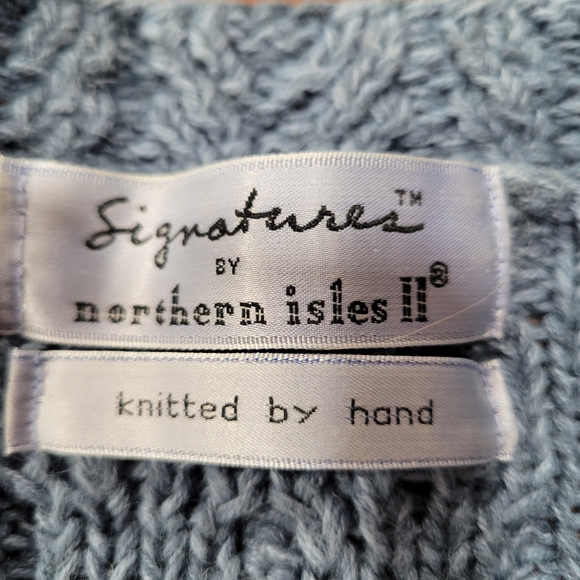 Signatures™
BY
northern isles II®
knitted by hand